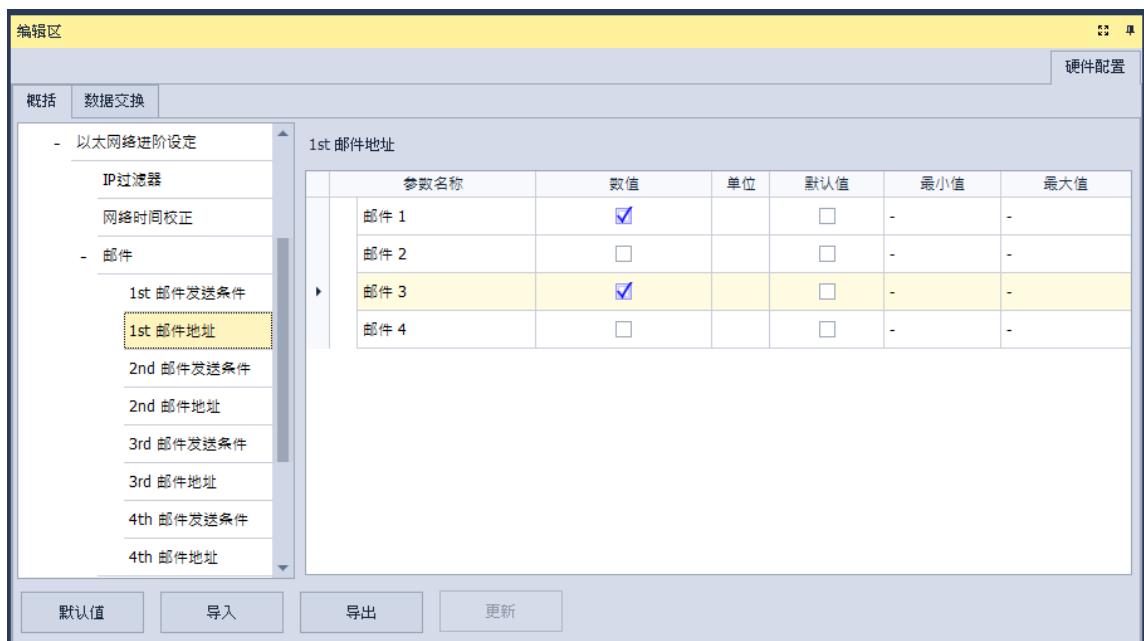 编辑区
硬件配置
概括 数据交换
- 以太网络进阶设定
IP过滤器
网络时间校正
- 邮件
1st 邮件发送条件
1st 邮件地址
2nd 邮件发送条件
2nd 邮件地址
3rd 邮件发送条件
3rd 邮件地址
4th 邮件发送条件
4th 邮件地址
1st 邮件地址
参数名称 数值 单位 默认值 最小值 最大值
邮件 1 - -
邮件 2 - -
邮件 3 - -
邮件 4 - -
默认值 导入 导出 更新